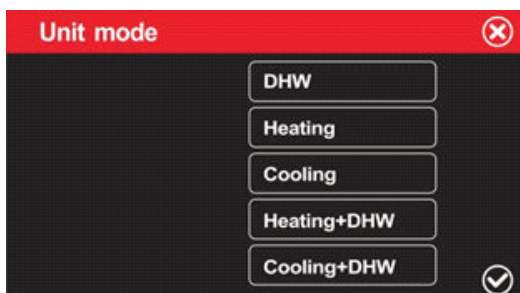 Unit mode
DHW
Heating
Cooling
Heating+DHW
Cooling+DHW